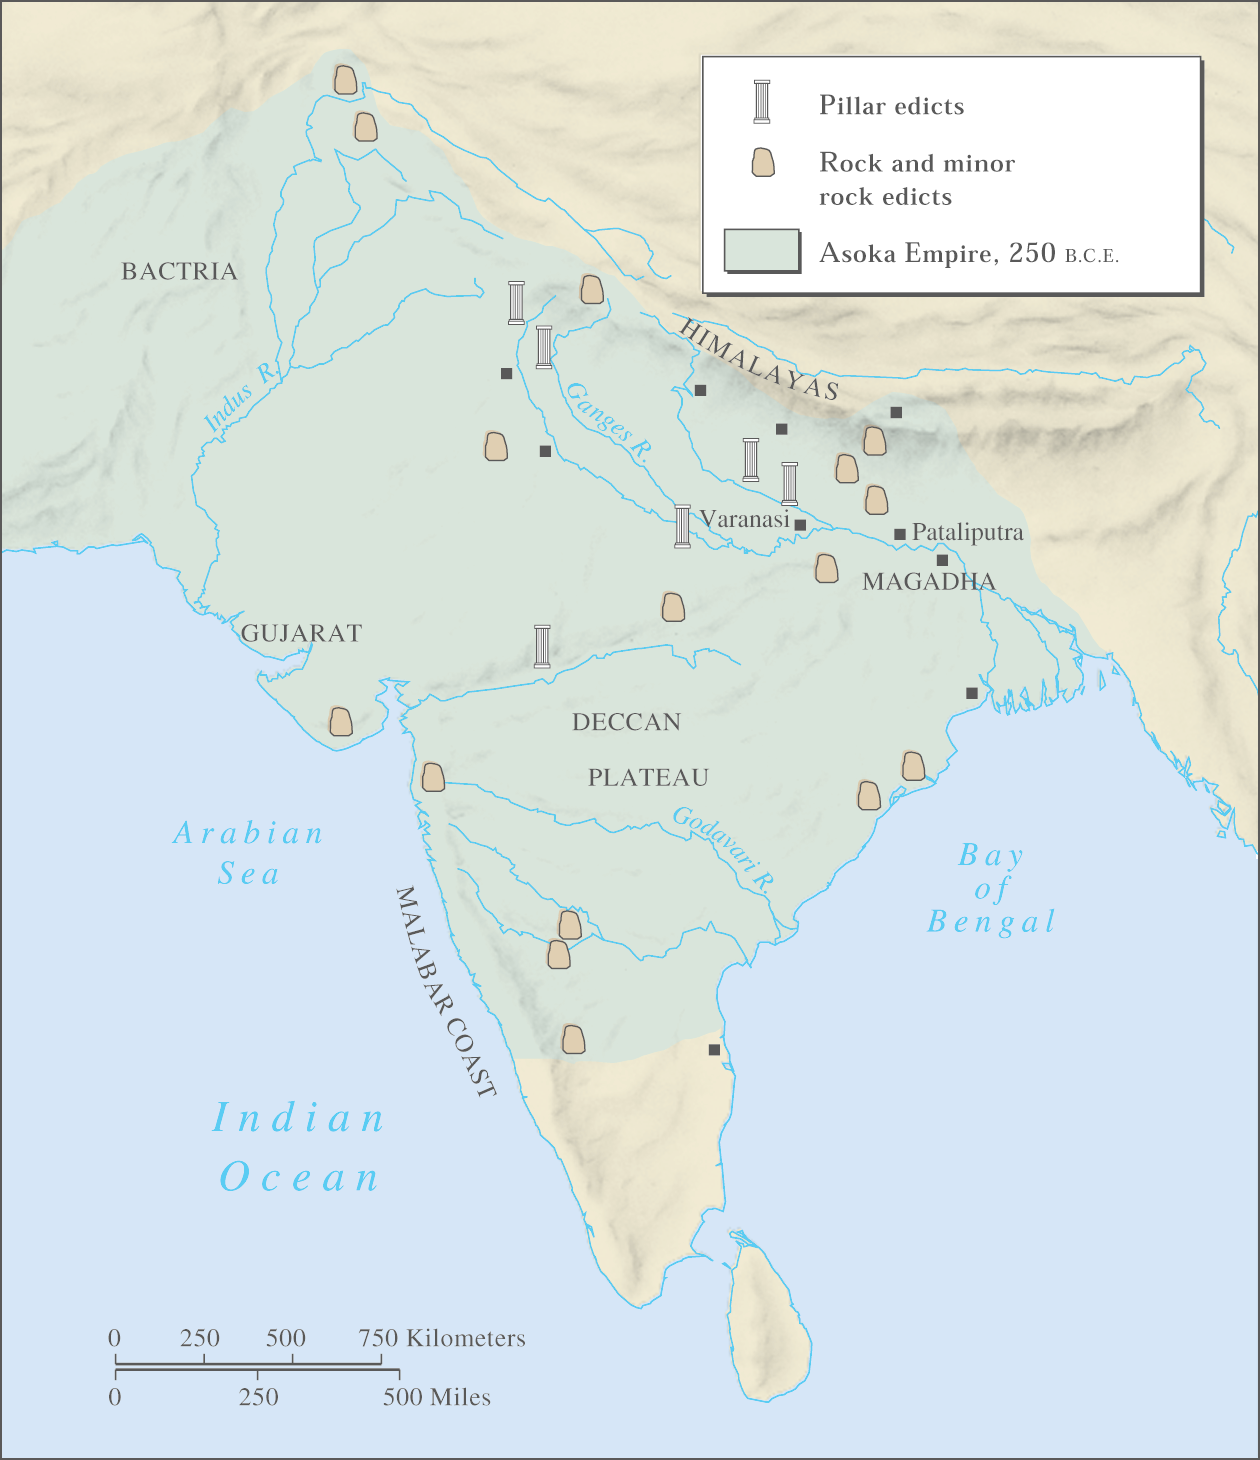 Pillar edicts
Rock and minor
rock edicts
Asoka Empire, 250 B.C.E.
BACTRIA
HIMALAYAS
Indus R.
Ganges R.
Varanasi
Pataliputra
MAGADHA
GUJARAT
DECCAN
PLATEAU
Godavari R.
Arabian
Sea
Bay
of
Bengal
MALABAR COAST
Indian
Ocean
0 250 500 750 Kilometers
0 250 500 Miles